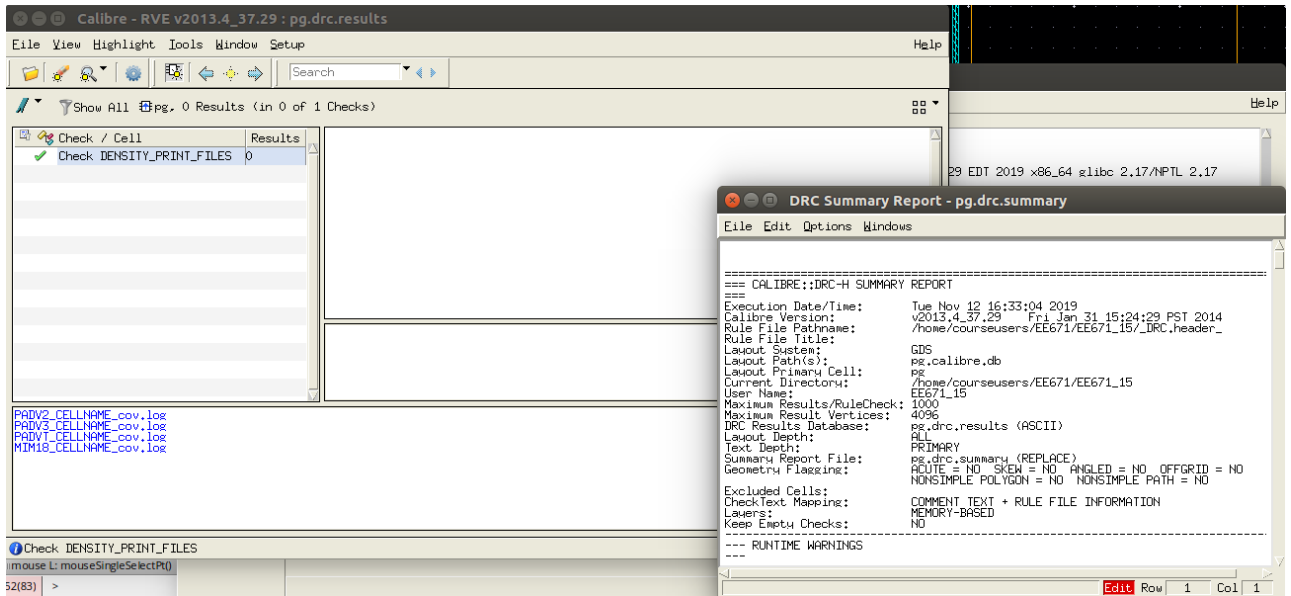 Calibre - RVE v2013.4_37.29 : pg.drc.results
File View Highlight Tools Window Setup Help
Search
Show All pg, 0 Results (in 0 of 1 Checks)
Check / Cell Results
Check DENSITY_PRINT_FILES 0
PADV2_CELLNAME_cov.log
PADV3_CELLNAME_cov.log
PADVT_CELLNAME_cov.log
MIM18_CELLNAME_cov.log
Check DENSITY_PRINT_FILES
mouse L: mouseSingleSelectPt()
52(83) >
Help
29 EDT 2019 x86_64 glibc 2.17/NPTL 2.17
DRC Summary Report - pg.drc.summary
File Edit Options Windows
==================================================================================
=== CALIBRE::DRC-H SUMMARY REPORT
===
Execution Date/Time: Tue Nov 12 16:33:04 2019
Calibre Version: v2013.4_37.29 Fri Jan 31 15:24:29 PST 2014
Rule File Pathname: /home/courseusers/EE671/EE671_15/_DRC.header_
Rule File Title:
Layout System: GDS
Layout Path(s): pg.calibre.db
Layout Primary Cell: pg
Current Directory: /home/courseusers/EE671/EE671_15
User Name: EE671_15
Maximum Results/RuleCheck: 1000
Maximum Result Vertices: 4096
DRC Results Database: pg.drc.results (ASCII)
Layout Depth: ALL
Text Depth: PRIMARY
Summary Report File: pg.drc.summary (REPLACE)
Geometry Flagging: ACUTE = NO SKEW = NO ANGLED = NO OFFGRID = NO
NONSIMPLE POLYGON = NO NONSIMPLE PATH = NO
Excluded Cells:
CheckText Mapping: COMMENT TEXT + RULE FILE INFORMATION
Layers: MEMORY-BASED
Keep Empty Checks: NO
----------------------------------------------------------------------------------
--- RUNTIME WARNINGS
---
Edit Row 1 Col 1